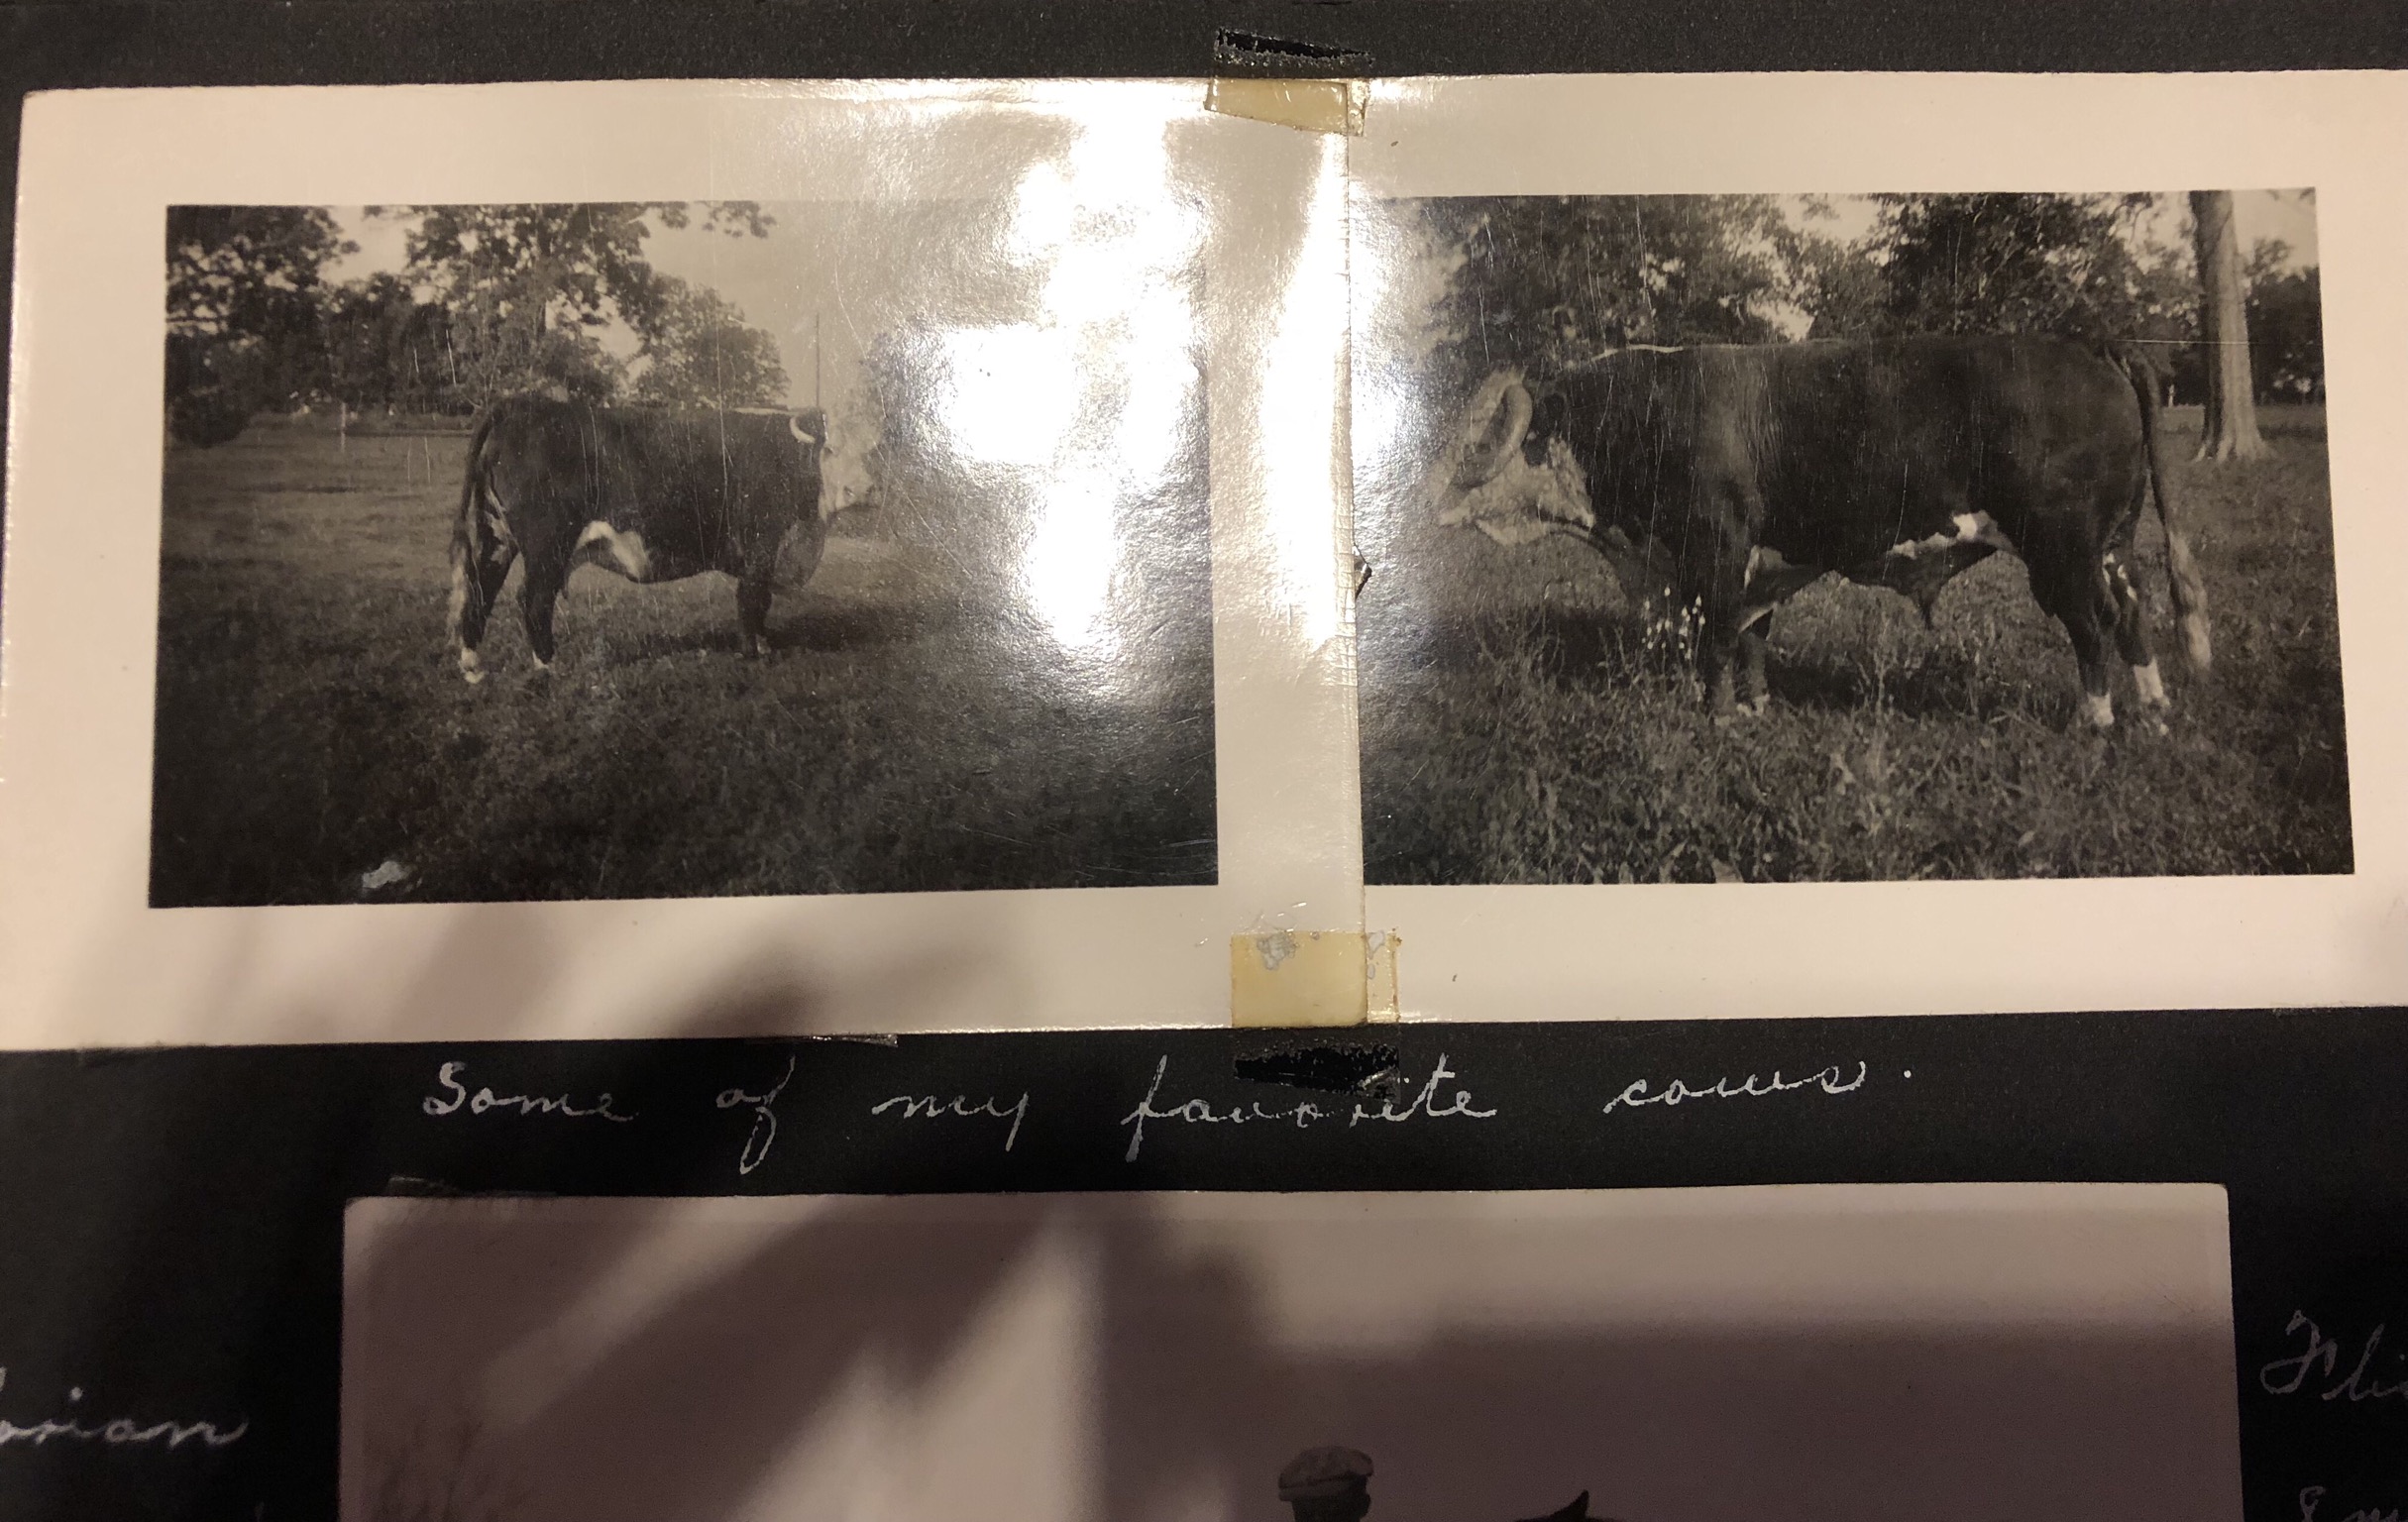 Some of my favorite cows.